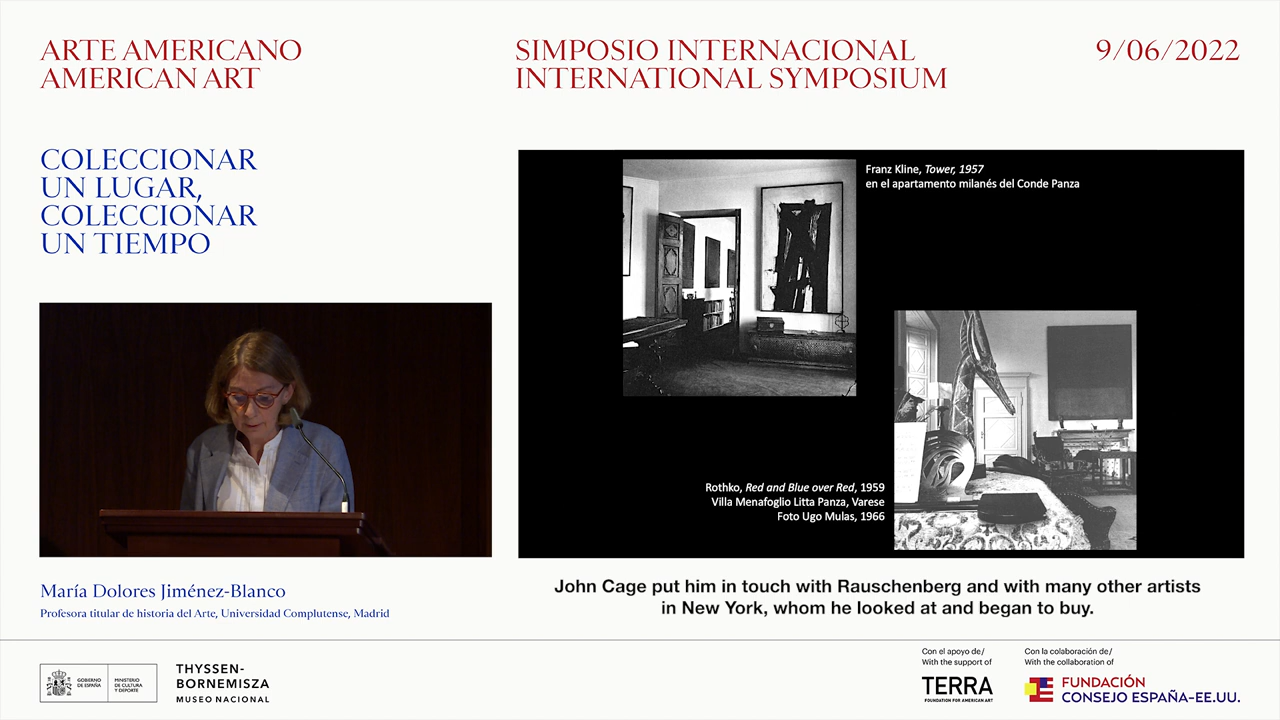 ARTE AMERICANO
AMERICAN ART
SIMPOSIO INTERNACIONAL
INTERNATIONAL SYMPOSIUM
9/06/2022
COLECCIONAR
UN LUGAR,
COLECCIONAR
UN TIEMPO
Franz Kline, Tower, 1957
en el apartamento milanés del Conde Panza
Rothko, Red and Blue over Red, 1959
Villa Menafoglio Litta Panza, Varese
Foto Ugo Mulas, 1966
María Dolores Jiménez-Blanco
Profesora titular de historia del Arte, Universidad Complutense, Madrid
John Cage put him in touch with Rauschenberg and with many other artists
in New York, whom he looked at and began to buy.
GOBIERNO
DE ESPAÑA
MINISTERIO
DE CULTURA
Y DEPORTE
THYSSEN-
BORNEMISZA
MUSEO NACIONAL
Con el apoyo de/
With the support of
TERRA
FOUNDATION FOR AMERICAN ART
Con la colaboración de/
With the collaboration of
FUNDACIÓN
CONSEJO ESPAÑA-EE.UU.